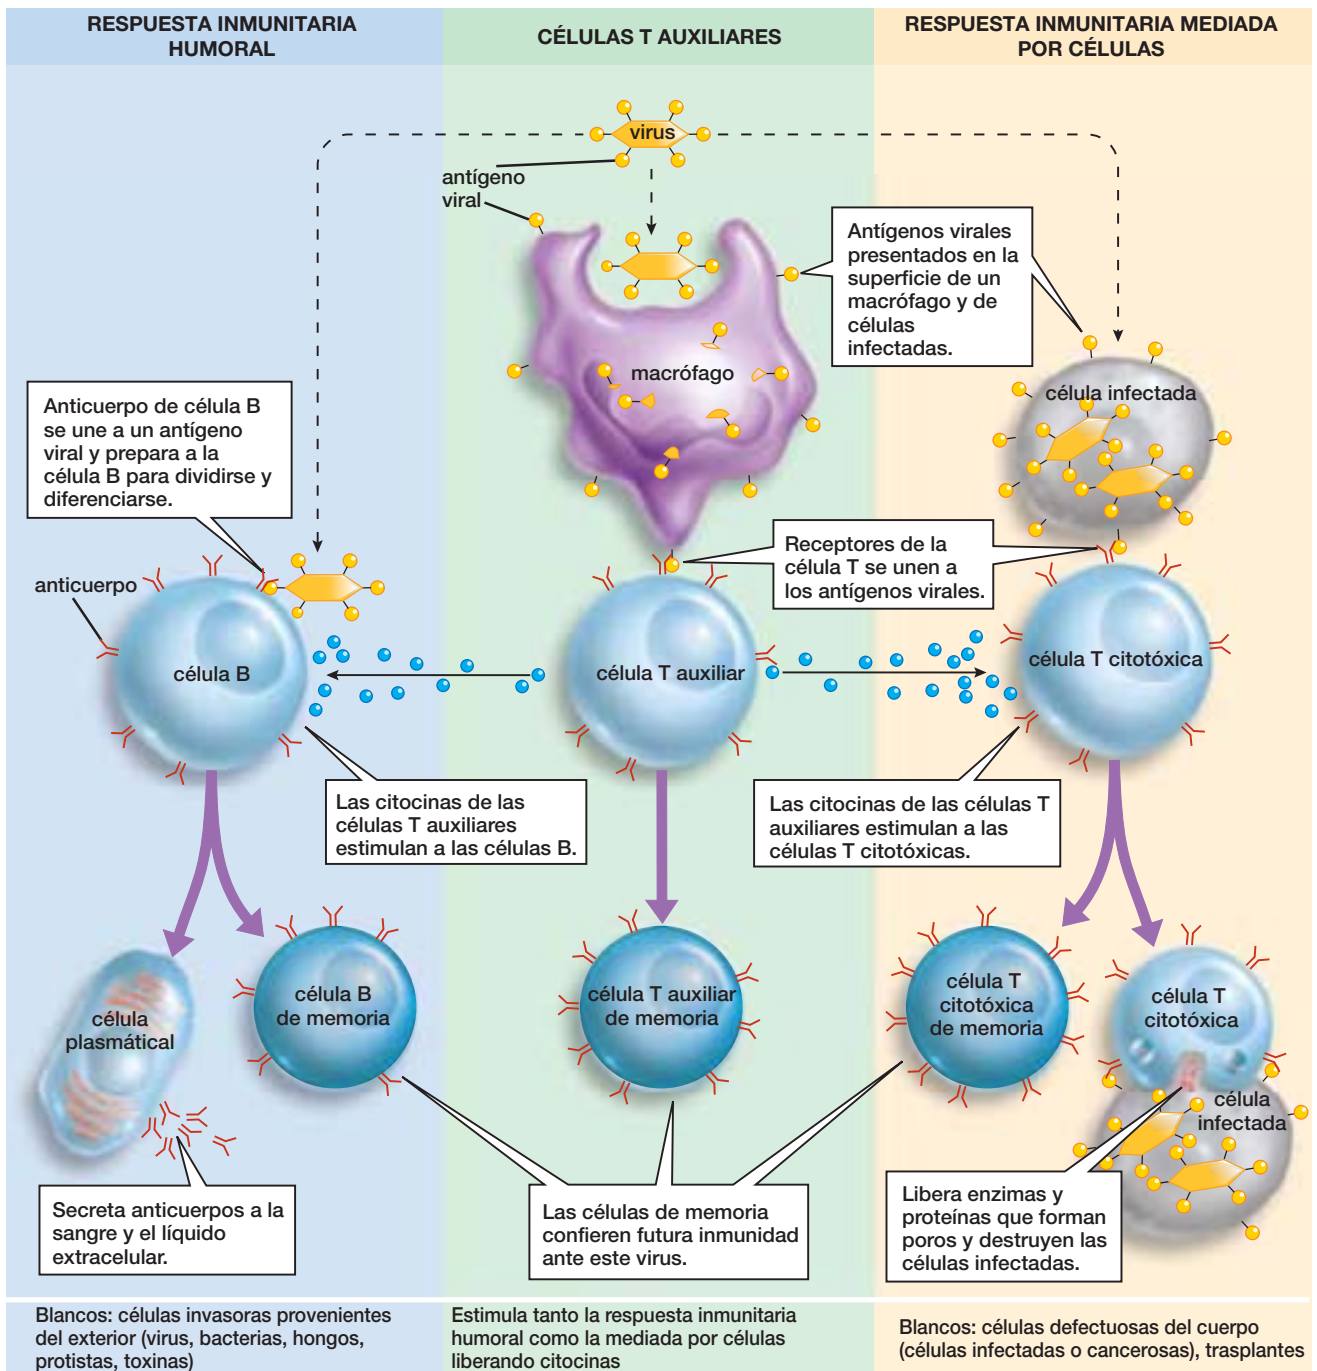 RESPUESTA INMUNITARIA
HUMORAL
CÉLULAS T AUXILIARES
RESPUESTA INMUNITARIA MEDIADA
POR CÉLULAS
virus
antígeno
viral
Antígenos virales
presentados en la
superficie de un
macrófago y de
células
infectadas.
macrófago
célula infectada
Anticuerpo de célula B
se une a un antígeno
viral y prepara a la
célula B para dividirse y
diferenciarse.
Receptores de la
célula T se unen a
los antígenos virales.
anticuerpo
célula B
célula T auxiliar
célula T citotóxica
Las citocinas de las
células T auxiliares
estimulan a las células B.
Las citocinas de las células T
auxiliares estimulan a las
células T citotóxicas.
célula
plasmátical
célula B
de memoria
célula T auxiliar
de memoria
célula T
citotóxica
de memoria
célula T
citotóxica
célula
infectada
Secreta anticuerpos a la
sangre y el líquido
extracelular.
Las células de memoria
confieren futura inmunidad
ante este virus.
Libera enzimas y
proteínas que forman
poros y destruyen las
células infectadas.
Blancos: células invasoras provenientes
del exterior (virus, bacterias, hongos,
protistas, toxinas)
Estimula tanto la respuesta inmunitaria
humoral como la mediada por células
liberando citocinas
Blancos: células defectuosas del cuerpo
(células infectadas o cancerosas), trasplantes